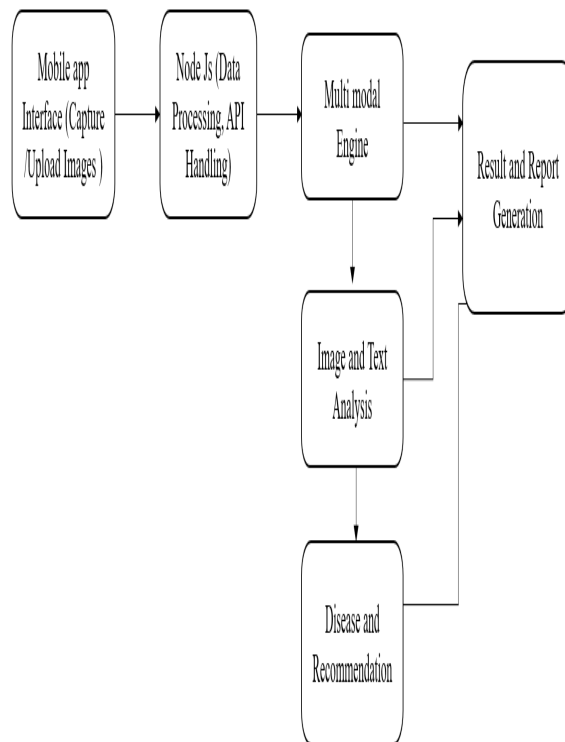 Mobile app
Interface (Capture
/Upload Images )
Node Js (Data
Processing, API
Handling)
Multi modal
Engine
Result and Report
Generation
Image and Text
Analysis
Disease and
Recommendation